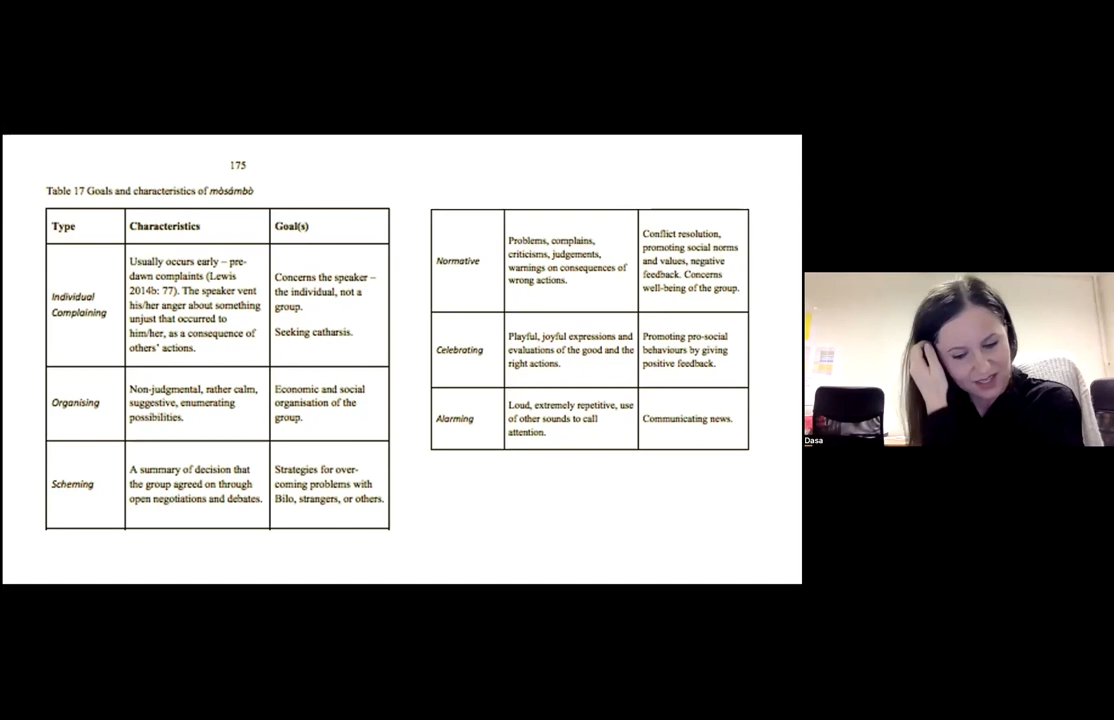 175
Table 17 Goals and characteristics of mòsámbò
Type
Characteristics
Goal(s)
Individual
Complaining
Usually occurs early – pre-
dawn complaints (Lewis
2014b: 77). The speaker vent
his/her anger about something
unjust that occurred to
him/her, as a consequence of
others' actions.
Concerns the speaker –
the individual, not a
group.
Seeking catharsis.
Organising
Non-judgmental, rather calm,
suggestive, enumerating
possibilities.
Economic and social
organisation of the
group.
Scheming
A summary of decision that
the group agreed on through
open negotiations and debates.
Strategies for over-
coming problems with
Bilo, strangers, or others.
Normative
Problems, complains,
criticisms, judgements,
warnings on consequences of
wrong actions.
Conflict resolution,
promoting social norms
and values, negative
feedback. Concerns
well-being of the group.
Celebrating
Playful, joyful expressions and
evaluations of the good and the
right actions.
Promoting pro-social
behaviours by giving
positive feedback.
Alarming
Loud, extremely repetitive, use
of other sounds to call
attention.
Communicating news.
Dasa